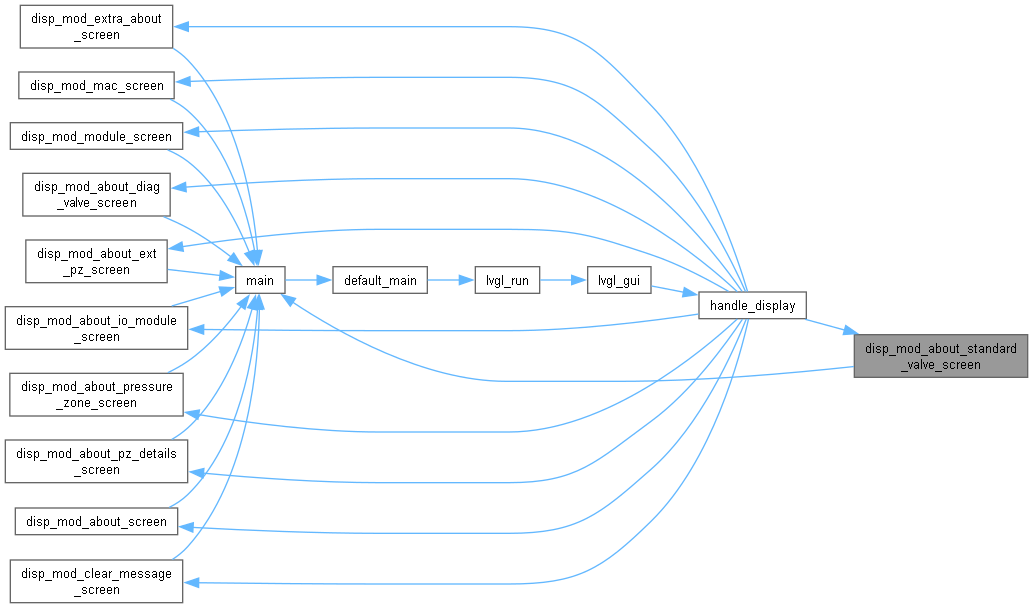 disp_mod_extra_about
_screen
disp_mod_mac_screen
disp_mod_module_screen
disp_mod_about_diag
_valve_screen
disp_mod_about_ext
_pz_screen
disp_mod_about_io_module
_screen
disp_mod_about_pressure
_zone_screen
disp_mod_about_pz_details
_screen
disp_mod_about_screen
disp_mod_clear_message
_screen
main
default_main
lvgl_run
lvgl_gui
handle_display
disp_mod_about_standard
_valve_screen